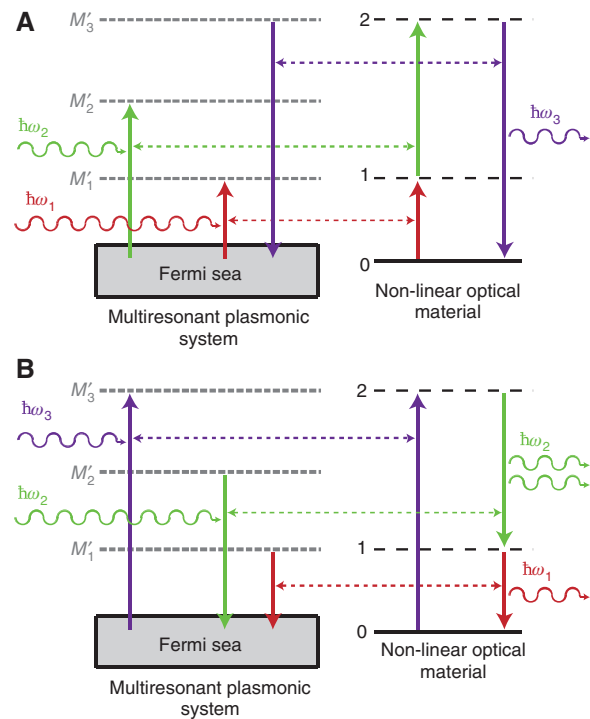 A
M′₃
2
M′₂
ħω₂
ħω₃
M′₁
1
ħω₁
0
Fermi sea
Non-linear optical
material
Multiresonant plasmonic
system
B
M′₃
2
ħω₃
M′₂
ħω₂
ħω₂
M′₁
1
ħω₁
0
Fermi sea
Non-linear optical
material
Multiresonant plasmonic
system